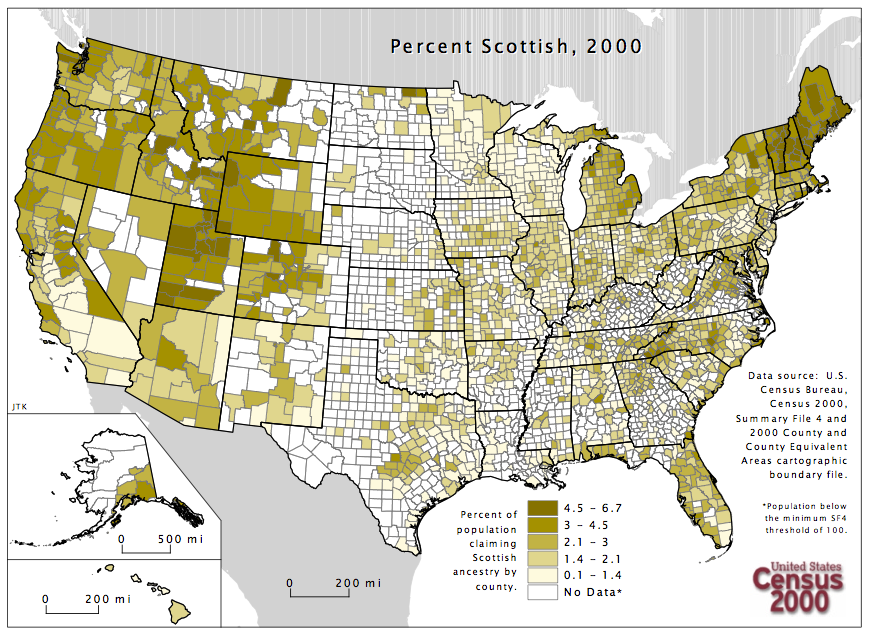 Percent Scottish, 2000
Data source: U.S.
Census Bureau,
Census 2000,
Summary File 4 and
2000 County and
County Equivalent
Areas cartographic
boundary file.
*Population below
the minimum SF4
threshold of 100.
JTK
0 500 mi
0 200 mi
0 200 mi
Percent of
population
claiming
Scottish
ancestry by
county.
4.5 - 6.7
3 - 4.5
2.1 - 3
1.4 - 2.1
0.1 - 1.4
No Data*
United States
Census
2000